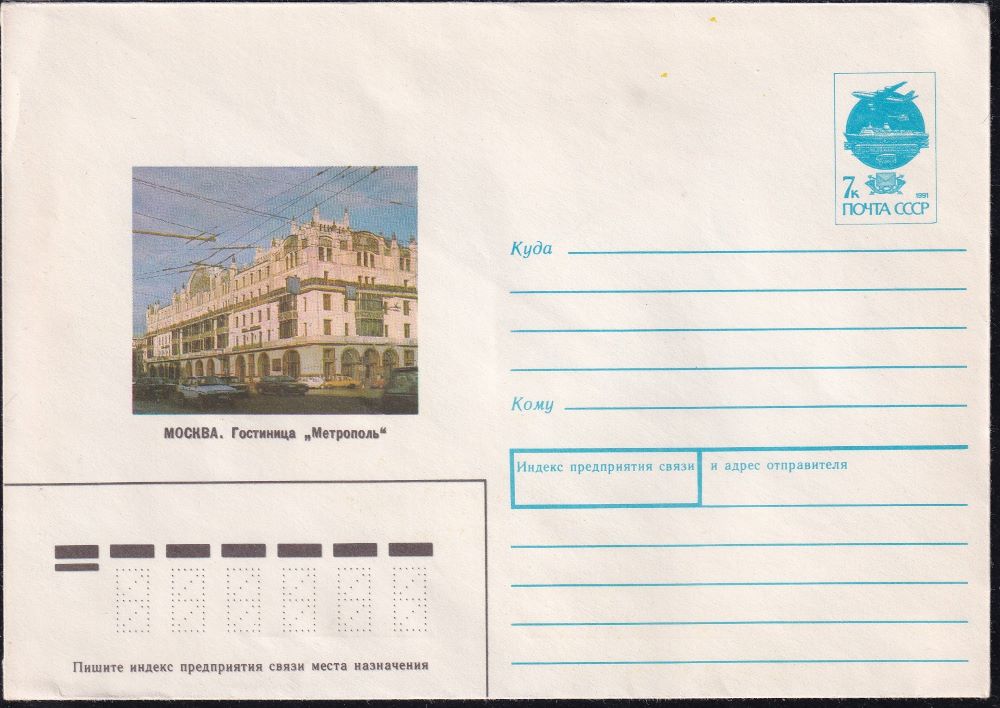 7к
1991
ПОЧТА СССР
Куда
МОСКВА. Гостиница „Метрополь“
Кому
Индекс предприятия связи и адрес отправителя
Пишите индекс предприятия связи места назначения